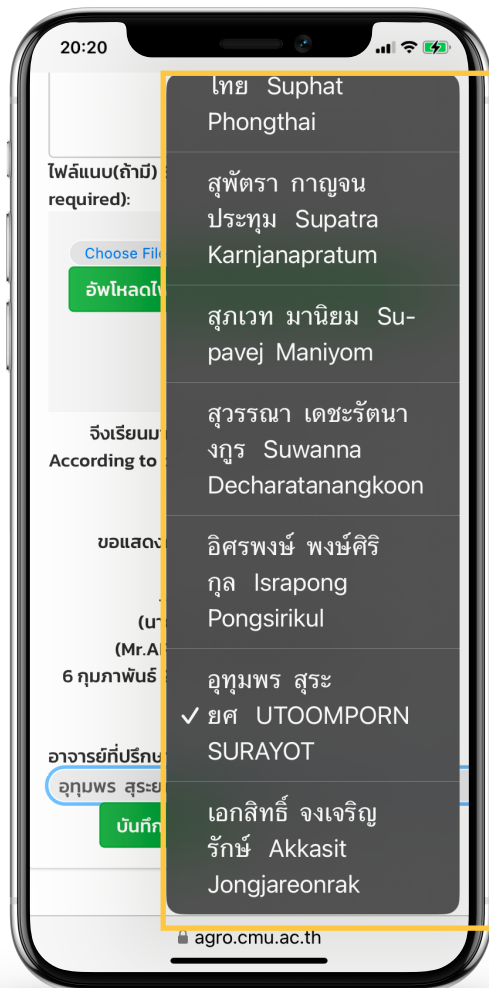 20:20
ไทย Suphat
Phongthai
ไฟล์แนบ(ถ้ามี)
required):
สุพัตรา กาญจน
ประทุม Supatra
Karnjanapratum
Choose File
อัพโหลดไฟ
สุภเวท มานิยม Su-
pavej Maniyom
จึงเรียนมา
According to
สุวรรณา เดชะรัตนา
งกูร Suwanna
Decharatanangkoon
ขอแสดง
อิศรพงษ์ พงษ์ศิริ
กุล Israpong
Pongsirikul
(นา
(Mr.A
6 กุมภาพันธ์
อุทุมพร สุระ
✓ ยศ UTOOMPORN
SURAYOT
อาจารย์ที่ปรึกษ
อุทุมพร สุระย
บันทึก
เอกสิทธิ์ จงเจริญ
รักษ์ Akkasit
Jongjareonrak
agro.cmu.ac.th